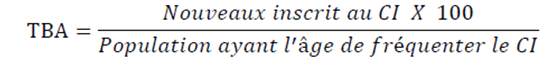 TBA = Nouveaux inscrit au CI X 100
Population ayant l'âge de fréquenter le CI